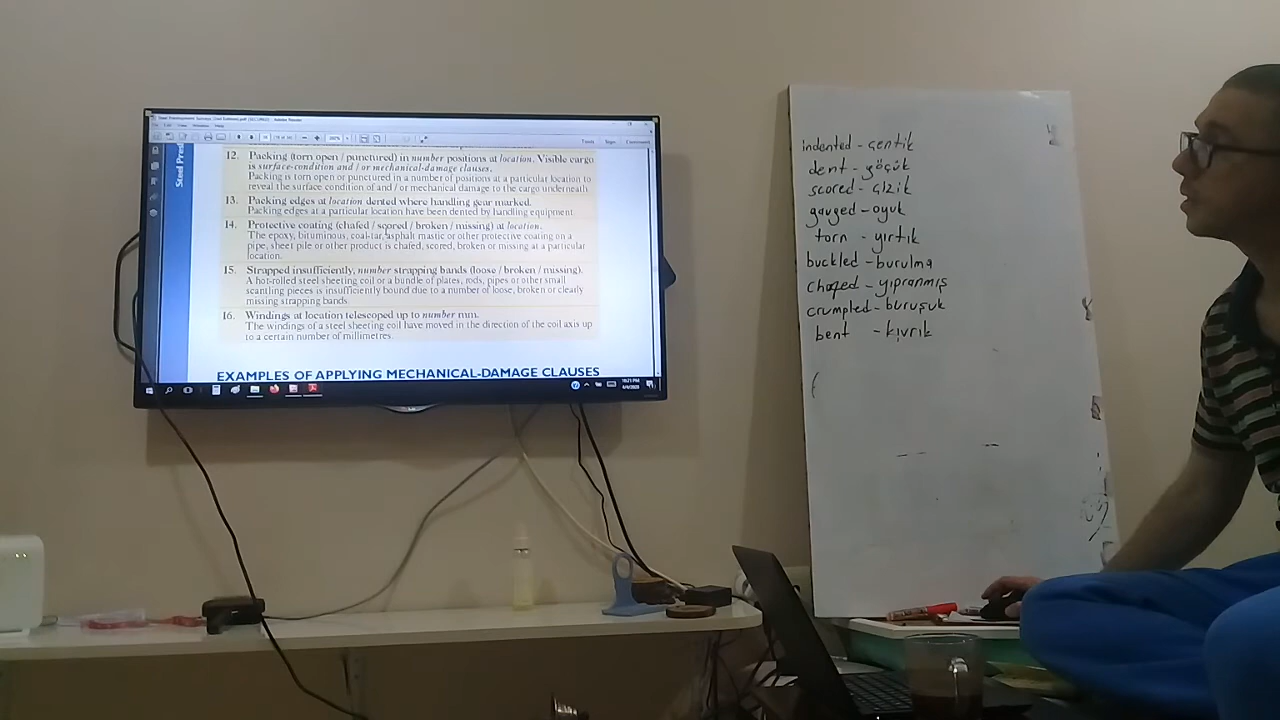 Steel Pred
12. Packing (torn open / punctured) in number positions at location. Visible cargo
is surface-condition and / or mechanical-damage clauses.
Packing is torn open or punctured in a number of positions at a particular location to
reveal the surface condition of and / or mechanical damage to the cargo underneath
13. Packing edges at location dented where handling gear marked.
Packing edges at a particular location have been dented by handling equipment.
14. Protective coating (chafed / scored / broken / missing) at location.
The epoxy, bituminous, coal-tar, asphalt mastic or other protective coating on a
pipe, sheet pile or other product is chafed, scored, broken or missing at a particular
location.
15. Strapped insufficiently, number strapping bands (loose / broken / missing).
A hot-rolled steel sheeting coil or a bundle of plates, rods, pipes or other small
scantling pieces is insufficiently bound due to a number of loose, broken or clearly
missing strapping bands.
16. Windings at location telescoped up to number mm.
The windings of a steel sheeting coil have moved in the direction of the coil axis up
to a certain number of millimetres.
EXAMPLES OF APPLYING MECHANICAL-DAMAGE CLAUSES
indented - çentik
dent - göçük
scored - çizik
gauged - oyuk
torn - yırtık
buckled - burulma
chafed - yıpranmış
crumpled - buruşuk
bent - kıvrık
(